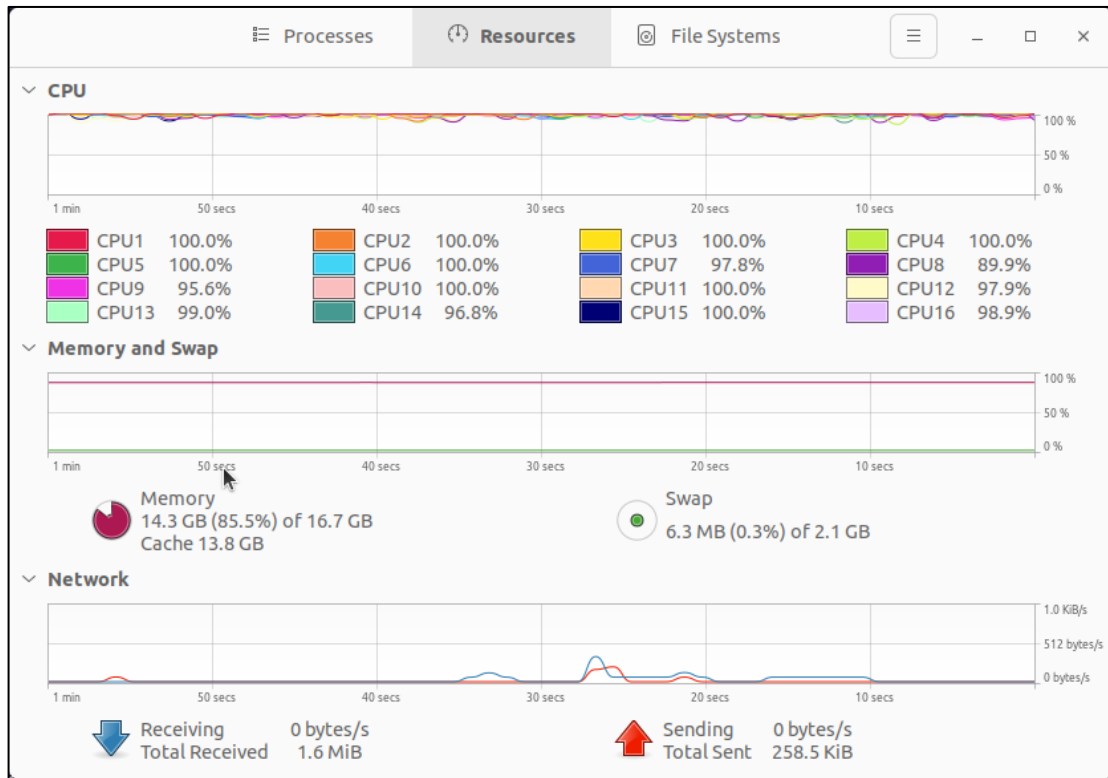 Processes Resources File Systems
CPU
100 %
50 %
0 %
1 min 50 secs 40 secs 30 secs 20 secs 10 secs
CPU1 100.0% CPU2 100.0% CPU3 100.0% CPU4 100.0%
CPU5 100.0% CPU6 100.0% CPU7 97.8% CPU8 89.9%
CPU9 95.6% CPU10 100.0% CPU11 100.0% CPU12 97.9%
CPU13 99.0% CPU14 96.8% CPU15 100.0% CPU16 98.9%
Memory and Swap
100 %
50 %
0 %
1 min 50 secs 40 secs 30 secs 20 secs 10 secs
Memory
14.3 GB (85.5%) of 16.7 GB
Cache 13.8 GB
Swap
6.3 MB (0.3%) of 2.1 GB
Network
1.0 KiB/s
512 bytes/s
0 bytes/s
1 min 50 secs 40 secs 30 secs 20 secs 10 secs
Receiving 0 bytes/s
Total Received 1.6 MiB
Sending 0 bytes/s
Total Sent 258.5 KiB